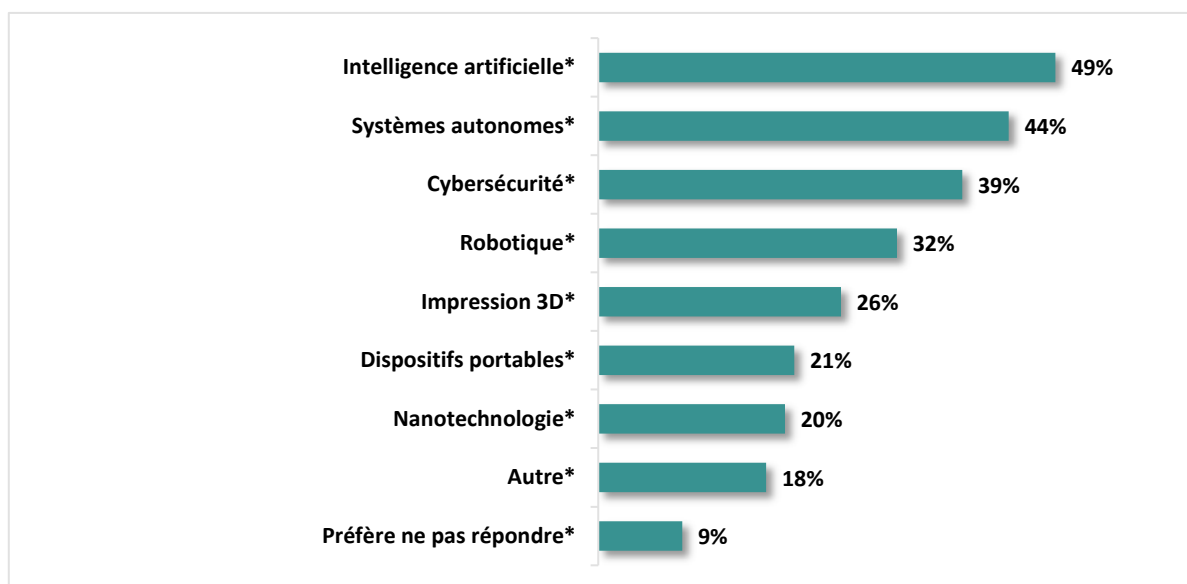 Intelligence artificielle* 49%
Systèmes autonomes* 44%
Cybersécurité* 39%
Robotique* 32%
Impression 3D* 26%
Dispositifs portables* 21%
Nanotechnologie* 20%
Autre* 18%
Préfère ne pas répondre* 9%